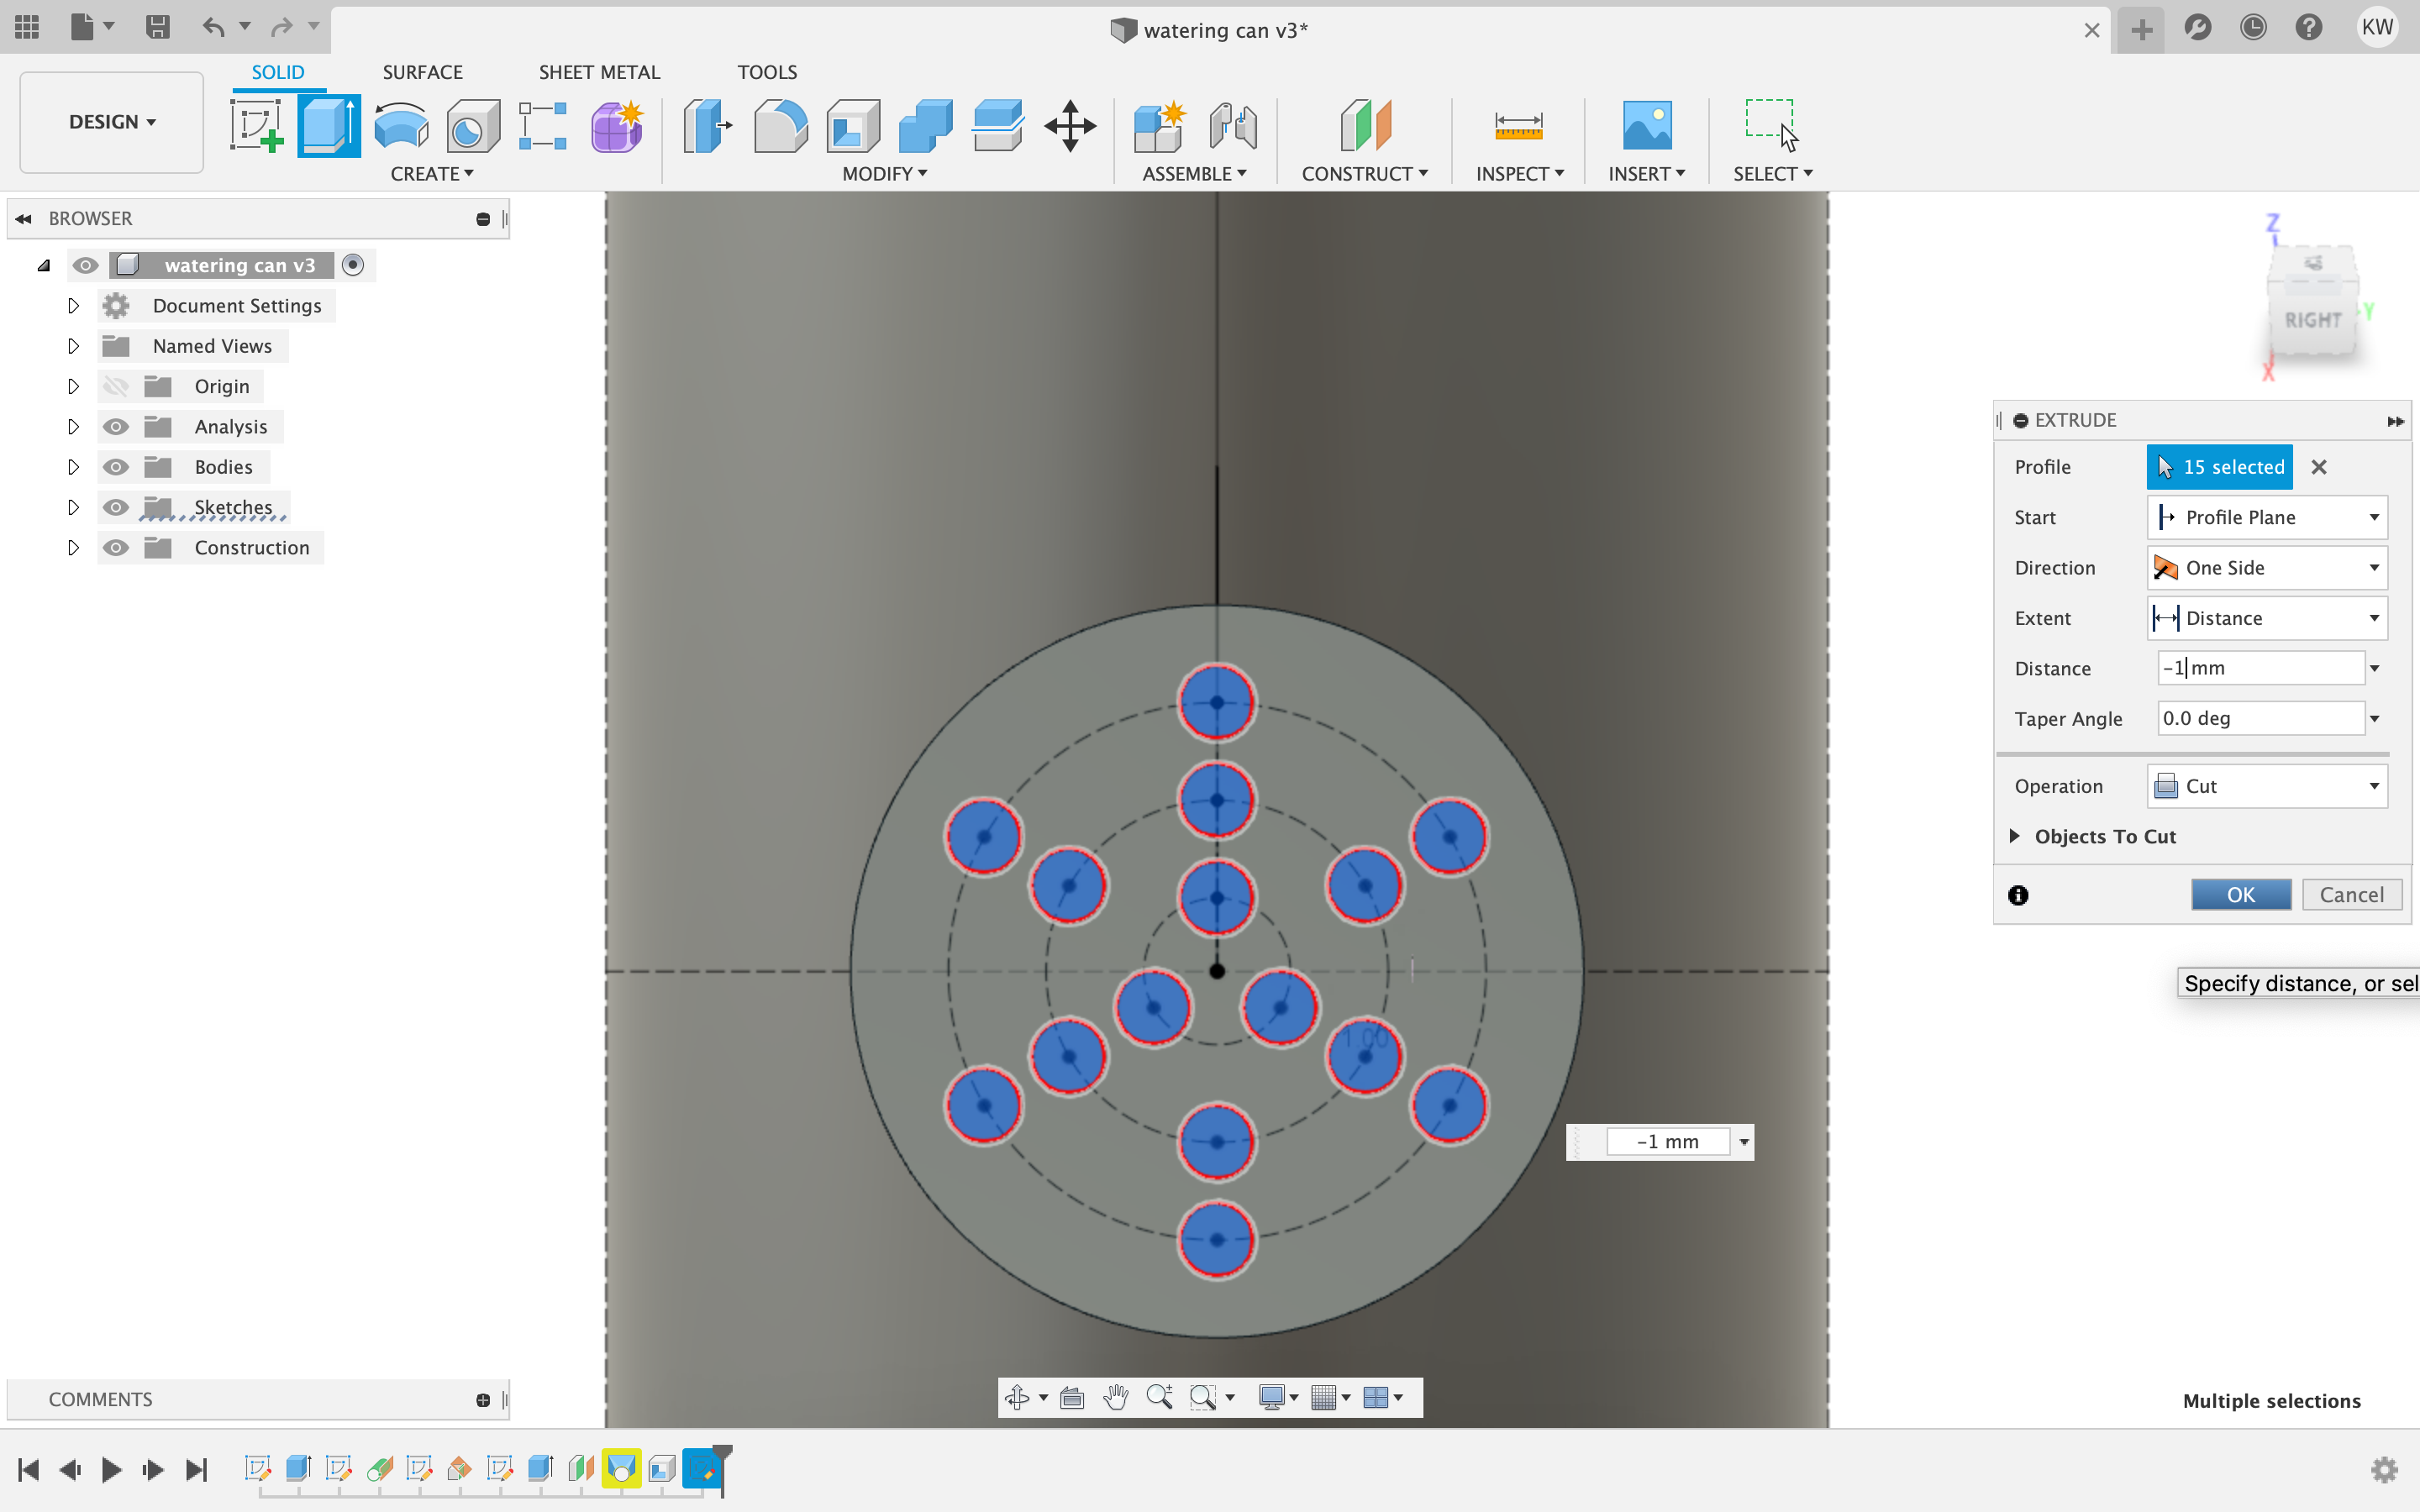 watering can v3*
KW
SOLID SURFACE SHEET METAL TOOLS
DESIGN
CREATE MODIFY ASSEMBLE CONSTRUCT INSPECT INSERT SELECT
BROWSER
watering can v3
Document Settings
Named Views
Origin
Analysis
Bodies
Sketches
Construction
Z
RIGHT
Y
X
EXTRUDE
Profile 15 selected
Start Profile Plane
Direction One Side
Extent Distance
Distance -1 mm
Taper Angle 0.0 deg
Operation Cut
Objects To Cut
OK Cancel
Specify distance, or sel
1.00
-1 mm
COMMENTS
Multiple selections